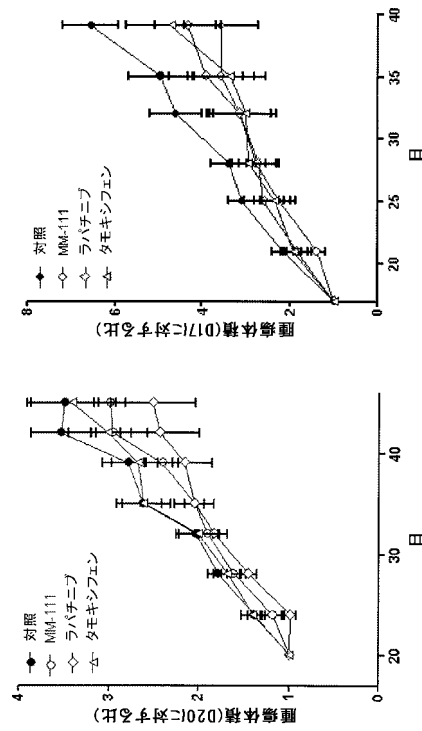 腫瘍体積(D20に対する比)
4
3
2
1
0
対照
MM-111
ラパチニブ
タモキシフェン
20
30
40
日
腫瘍体積(D17に対する比)
8
6
4
2
0
対照
MM-111
ラパチニブ
タモキシフェン
20
25
30
35
40
日